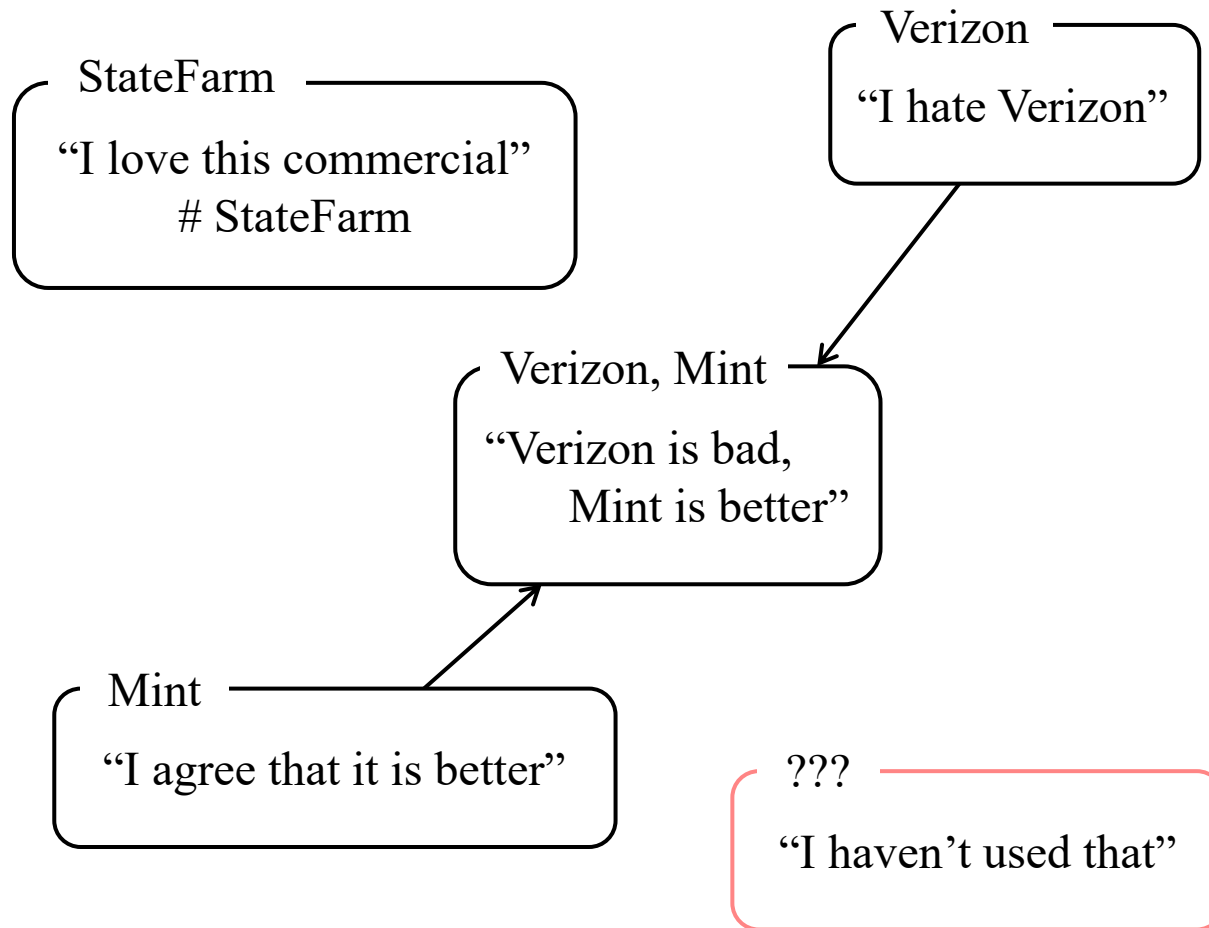 StateFarm
“I love this commercial”
# StateFarm
Verizon
“I hate Verizon”
Verizon, Mint
“Verizon is bad,
Mint is better”
Mint
“I agree that it is better”
???
“I haven’t used that”